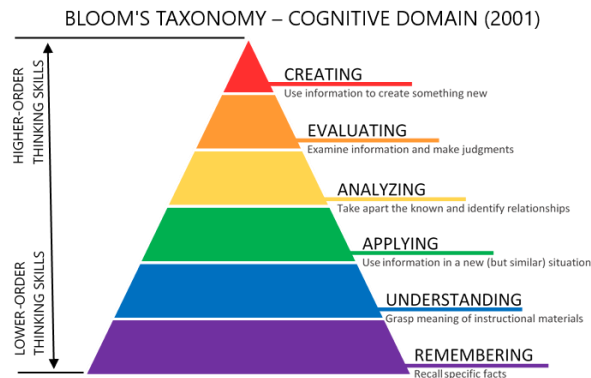 BLOOM'S TAXONOMY – COGNITIVE DOMAIN (2001)
HIGHER-ORDER
THINKING SKILLS
LOWER-ORDER
THINKING SKILLS
CREATING
Use information to create something new
EVALUATING
Examine information and make judgments
ANALYZING
Take apart the known and identify relationships
APPLYING
Use information in a new (but similar) situation
UNDERSTANDING
Grasp meaning of instructional materials
REMEMBERING
Recall specific facts